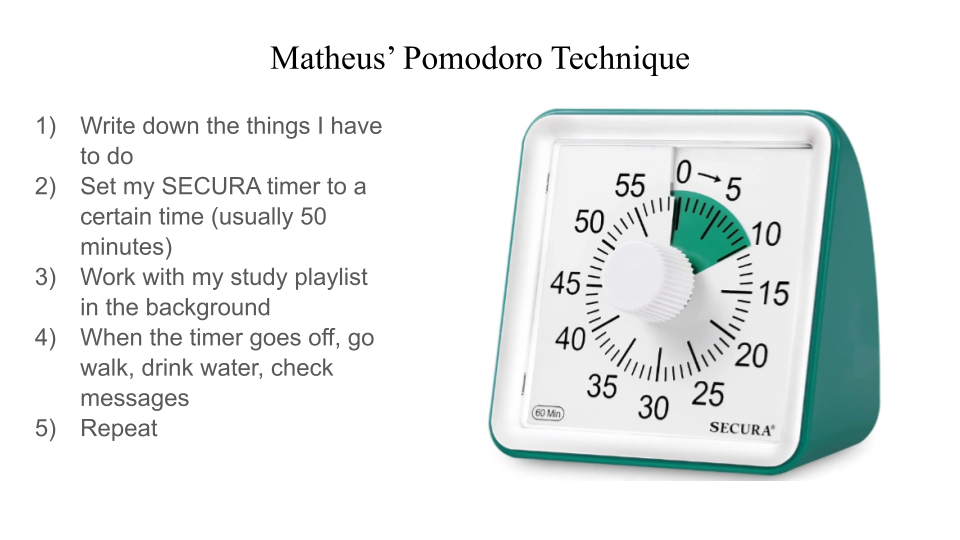 Matheus’ Pomodoro Technique
1) Write down the things I have
to do
2) Set my SECURA timer to a
certain time (usually 50
minutes)
3) Work with my study playlist
in the background
4) When the timer goes off, go
walk, drink water, check
messages
5) Repeat
0→5
10
15
20
25
30
35
40
45
50
55
60 Min
SECURA®